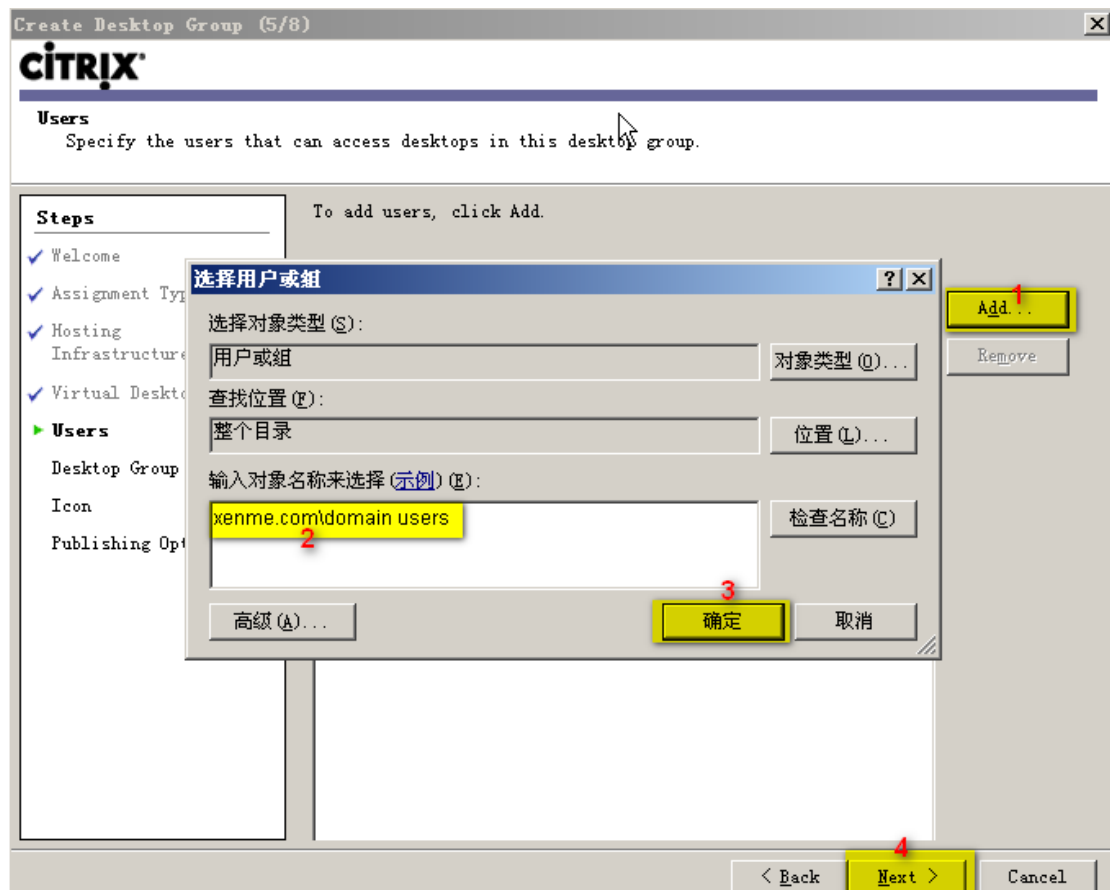 Create Desktop Group (5/8)
CİTRIX®
Users
Specify the users that can access desktops in this desktop group.
Steps
Welcome
Assignment Typ
Hosting
Infrastructure
Virtual Deskto
Users
Desktop Group
Icon
Publishing Opt
To add users, click Add.
1
Add...
Remove
选择用户或组
选择对象类型(S):
用户或组
对象类型(O)...
查找位置(F):
整个目录
位置(L)...
输入对象名称来选择(示例)(E):
xenme.com\domain users
2
检查名称(C)
高级(A)...
3
确定
取消
4
< Back
Next >
Cancel